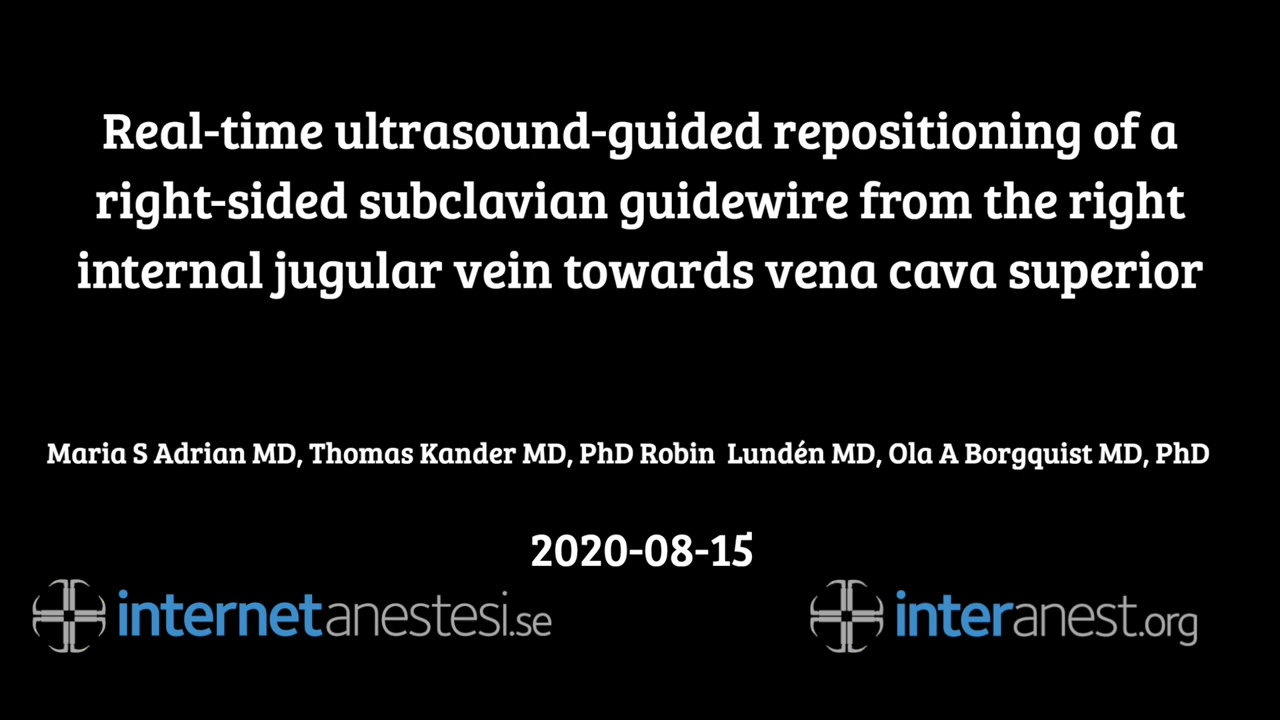 Real-time ultrasound-guided repositioning of a
right-sided subclavian guidewire from the right
internal jugular vein towards vena cava superior
Maria S Adrian MD, Thomas Kander MD, PhD Robin  Lundén MD, Ola A Borgquist MD, PhD
2020-08-15
internetanestesi.se
interanest.org